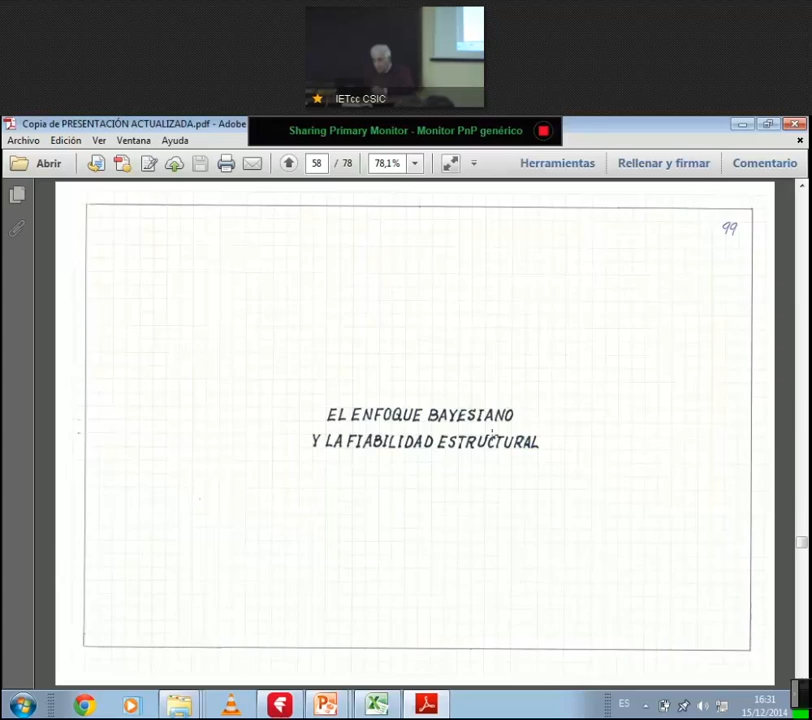 IETcc CSIC
Copia de PRESENTACIÓN ACTUALIZADA.pdf - Adobe
Sharing Primary Monitor - Monitor PnP genérico
Archivo Edición Ver Ventana Ayuda
Abrir 58 / 78 78,1% Herramientas Rellenar y firmar Comentario
99
EL ENFOQUE BAYESIANO
Y LA FIABILIDAD ESTRUCTURAL
ES 16:31
15/12/2014